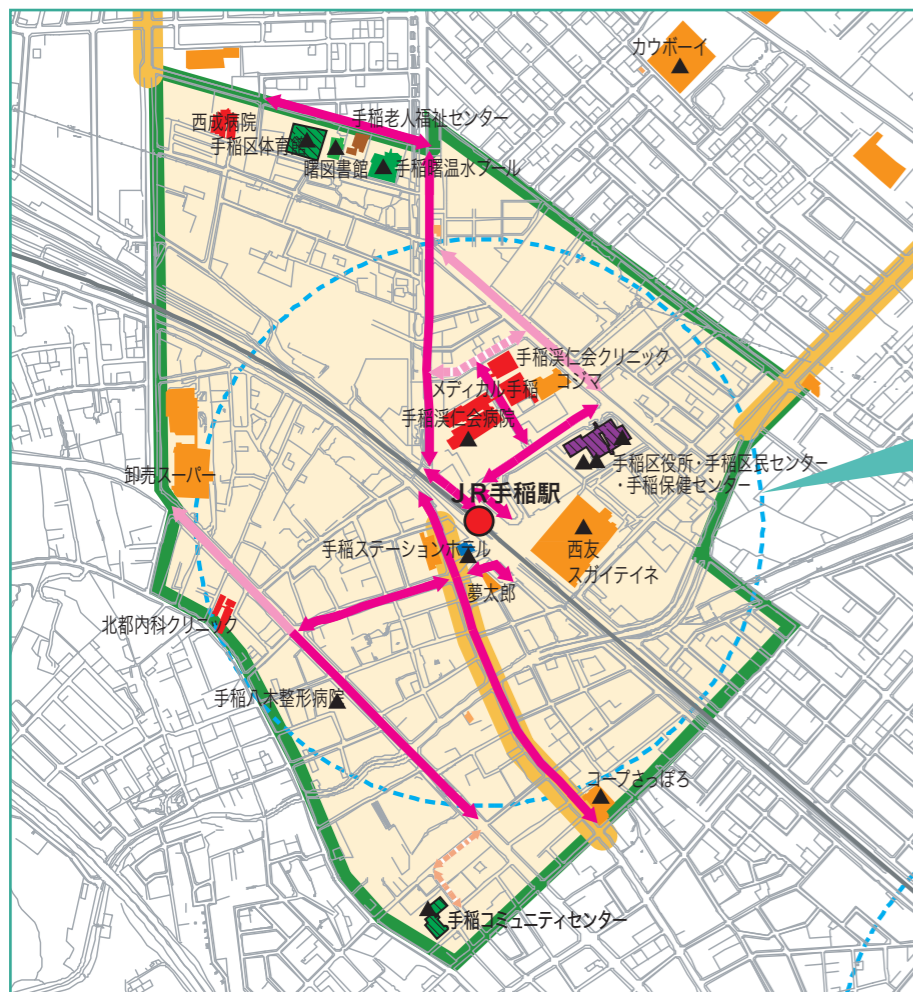 カウボーイ
手稲老人福祉センター
西成病院
手稲区体育館
曙図書館
手稲曙温水プール
手稲渓仁会クリニック
メディカル手稲
コジマ
手稲渓仁会病院
手稲区役所・手稲区民センター
・手稲保健センター
卸売スーパー
JR手稲駅
手稲ステーションホテル
西友
スガイテイネ
夢太郎
北都内科クリニック
手稲八木整形病院
コープさっぽろ
手稲コミュニティセンター